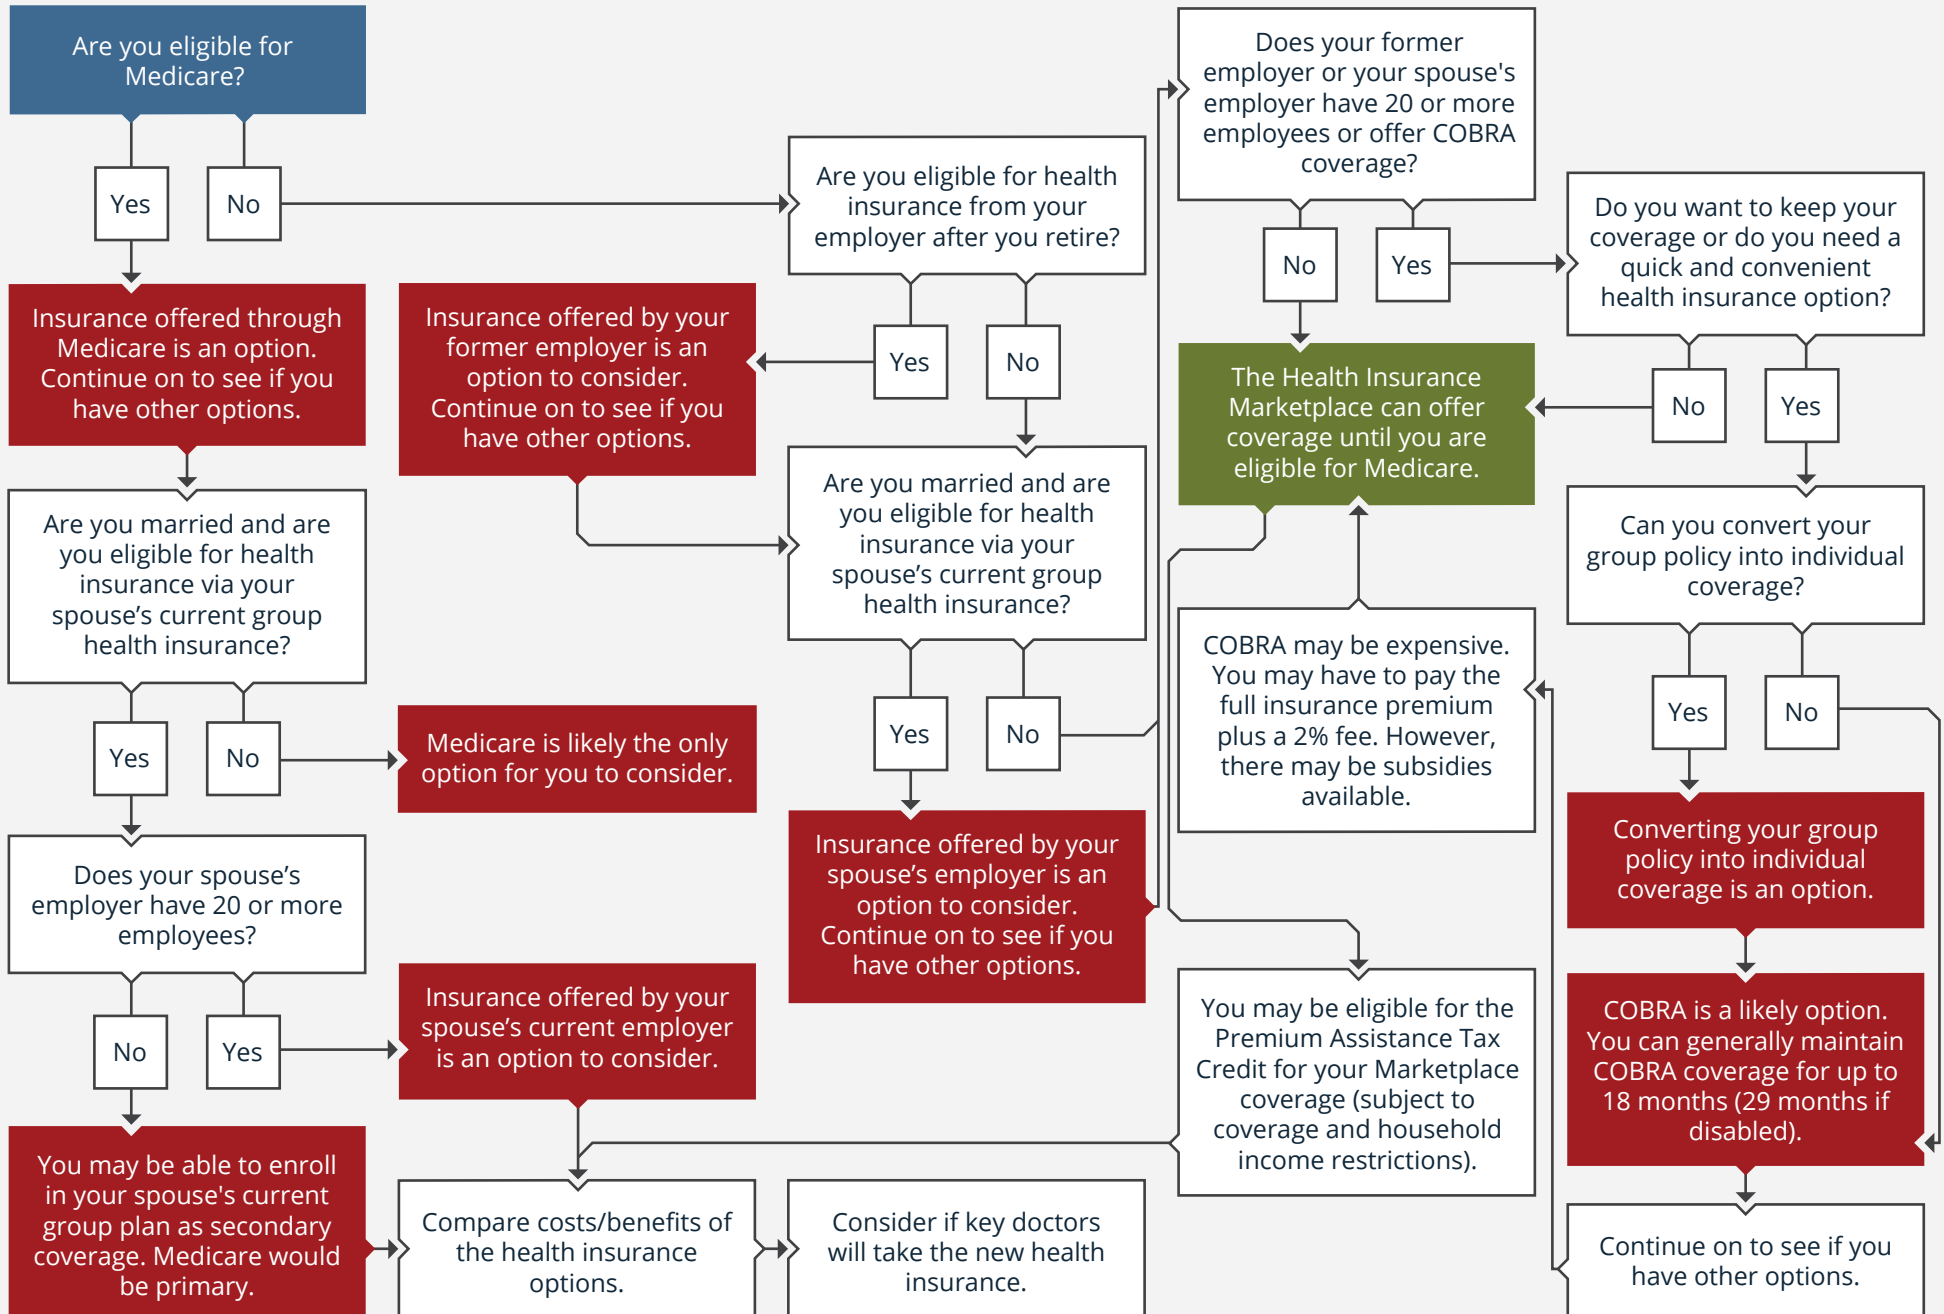 Are you eligible for
Medicare?
Yes
No
Insurance offered through
Medicare is an option.
Continue on to see if you
have other options.
Are you married and are
you eligible for health
insurance via your
spouse’s current group
health insurance?
Yes
No
Medicare is likely the only
option for you to consider.
Does your spouse’s
employer have 20 or more
employees?
No
Yes
Insurance offered by your
spouse’s current employer
is an option to consider.
You may be able to enroll
in your spouse's current
group plan as secondary
coverage. Medicare would
be primary.
Compare costs/benefits of
the health insurance
options.
Consider if key doctors
will take the new health
insurance.
Are you eligible for health
insurance from your
employer after you retire?
Yes
No
Insurance offered by your
former employer is an
option to consider.
Continue on to see if you
have other options.
Are you married and are
you eligible for health
insurance via your
spouse’s current group
health insurance?
Yes
No
Insurance offered by your
spouse’s employer is an
option to consider.
Continue on to see if you
have other options.
Does your former
employer or your spouse's
employer have 20 or more
employees or offer COBRA
coverage?
No
Yes
The Health Insurance
Marketplace can offer
coverage until you are
eligible for Medicare.
Do you want to keep your
coverage or do you need a
quick and convenient
health insurance option?
No
Yes
Can you convert your
group policy into individual
coverage?
Yes
No
Converting your group
policy into individual
coverage is an option.
COBRA is a likely option.
You can generally maintain
COBRA coverage for up to
18 months (29 months if
disabled).
Continue on to see if you
have other options.
COBRA may be expensive.
You may have to pay the
full insurance premium
plus a 2% fee. However,
there may be subsidies
available.
You may be eligible for the
Premium Assistance Tax
Credit for your Marketplace
coverage (subject to
coverage and household
income restrictions).